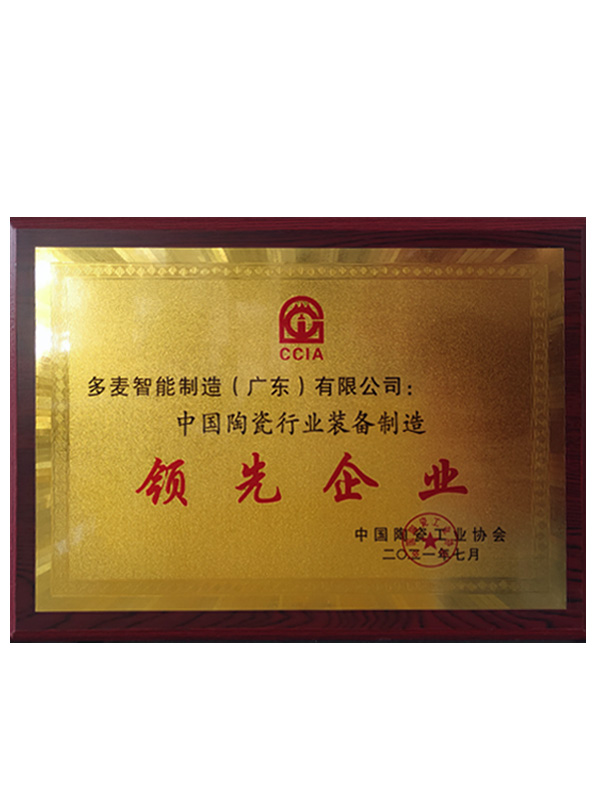 CCIA
多麦智能制造（广东）有限公司：
中国陶瓷行业装备制造
领先企业
中国陶瓷工业协会
二〇二一年七月